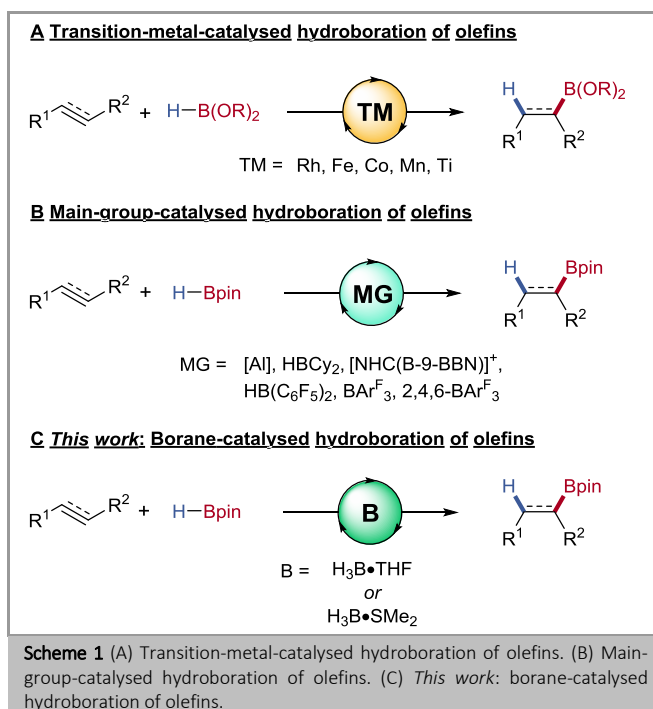 A Transition-metal-catalysed hydroboration of olefins
R¹ R² + H–B(OR)₂ TM H B(OR)₂ R¹ R²
TM = Rh, Fe, Co, Mn, Ti
B Main-group-catalysed hydroboration of olefins
R¹ R² + H–Bpin MG H Bpin R¹ R²
MG = [Al], HBCy₂, [NHC(B-9-BBN)]⁺,
HB(C₆F₅)₂, BArᶠ₃, 2,4,6-BArᶠ₃
C This work: Borane-catalysed hydroboration of olefins
R¹ R² + H–Bpin B H Bpin R¹ R²
B = H₃B•THF
or
H₃B•SMe₂
Scheme 1 (A) Transition-metal-catalysed hydroboration of olefins. (B) Main-
group-catalysed hydroboration of olefins. (C) This work: borane-catalysed
hydroboration of olefins.